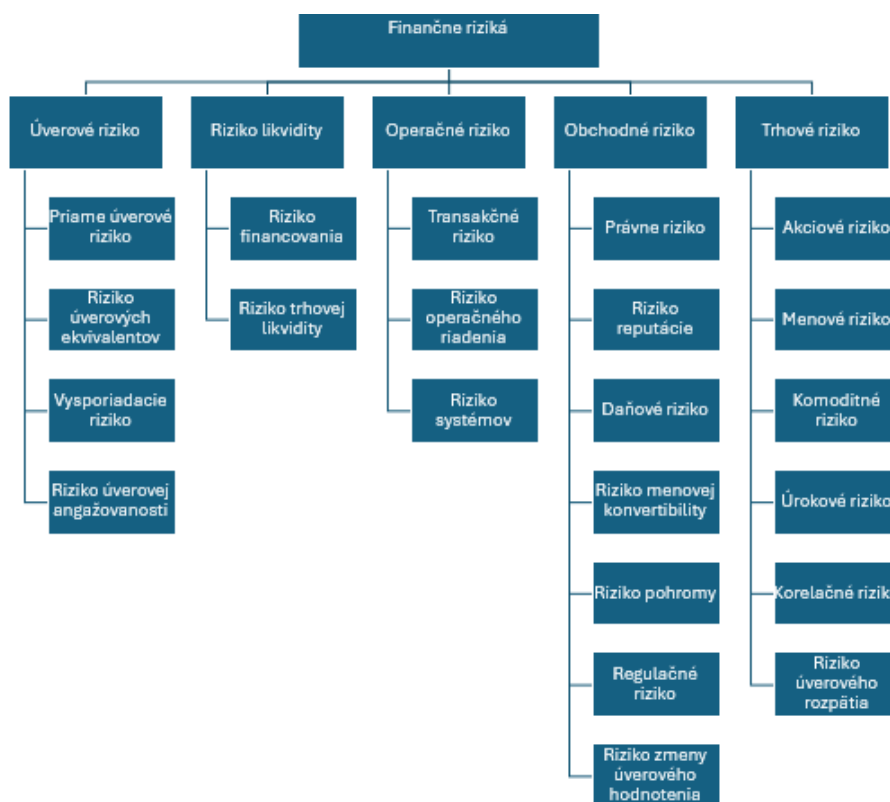 Finančne riziká
Úverové riziko
Riziko likvidity
Operačné riziko
Obchodné riziko
Trhové riziko
Priame úverové
riziko
Riziko
úverových
ekvivalentov
Vysporiadacie
riziko
Riziko úverovej
angažovanosti
Riziko
financovania
Riziko trhovej
likvidity
Transakčné
riziko
Riziko
operačného
riadenia
Riziko
systémov
Právne riziko
Riziko
reputácie
Daňové riziko
Riziko menovej
konvertibility
Riziko pohromy
Regulačné
riziko
Riziko zmeny
úverového
hodnotenia
Akciové riziko
Menové riziko
Komoditné
riziko
Úrokové riziko
Korelačné rizik
Riziko
úverového
rozpätia